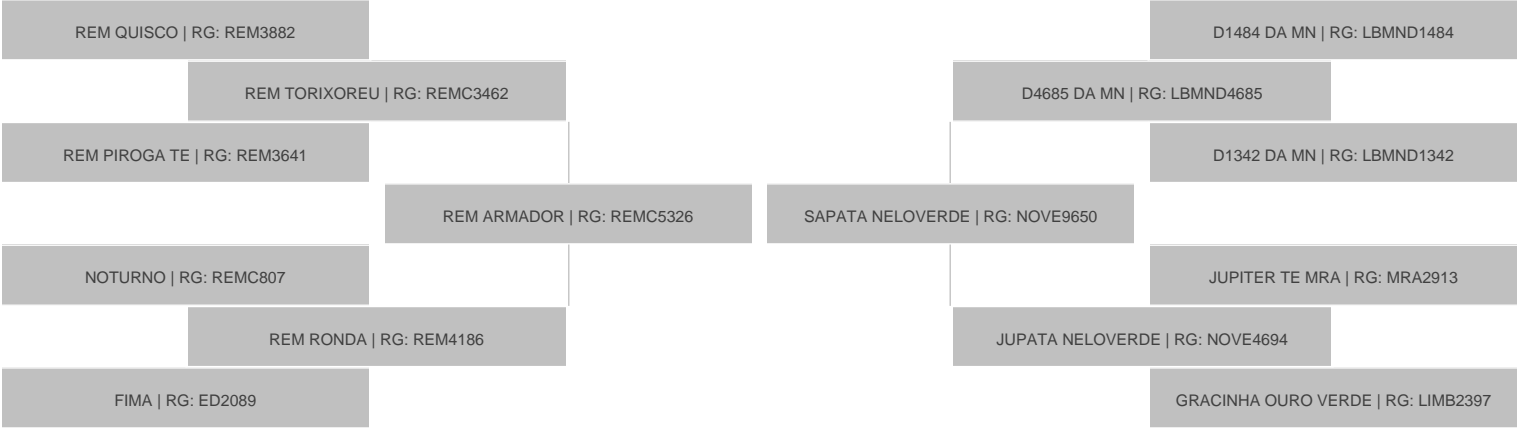 REM QUISCO | RG: REM3882
D1484 DA MN | RG: LBMND1484
REM TORIXOREU | RG: REMC3462
D4685 DA MN | RG: LBMND4685
REM PIROGA TE | RG: REM3641
D1342 DA MN | RG: LBMND1342
REM ARMADOR | RG: REMC5326
SAPATA NELOVERDE | RG: NOVE9650
NOTURNO | RG: REMC807
JUPITER TE MRA | RG: MRA2913
REM RONDA | RG: REM4186
JUPATA NELOVERDE | RG: NOVE4694
FIMA | RG: ED2089
GRACINHA OURO VERDE | RG: LIMB2397